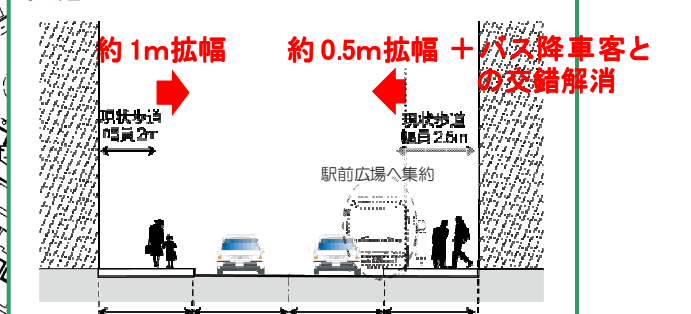 約1m拡幅
約0.5m拡幅 ＋バス降車客と
の交錯解消
現状歩道
幅員2m
現状歩道
幅員2.5m
駅前広場へ集約